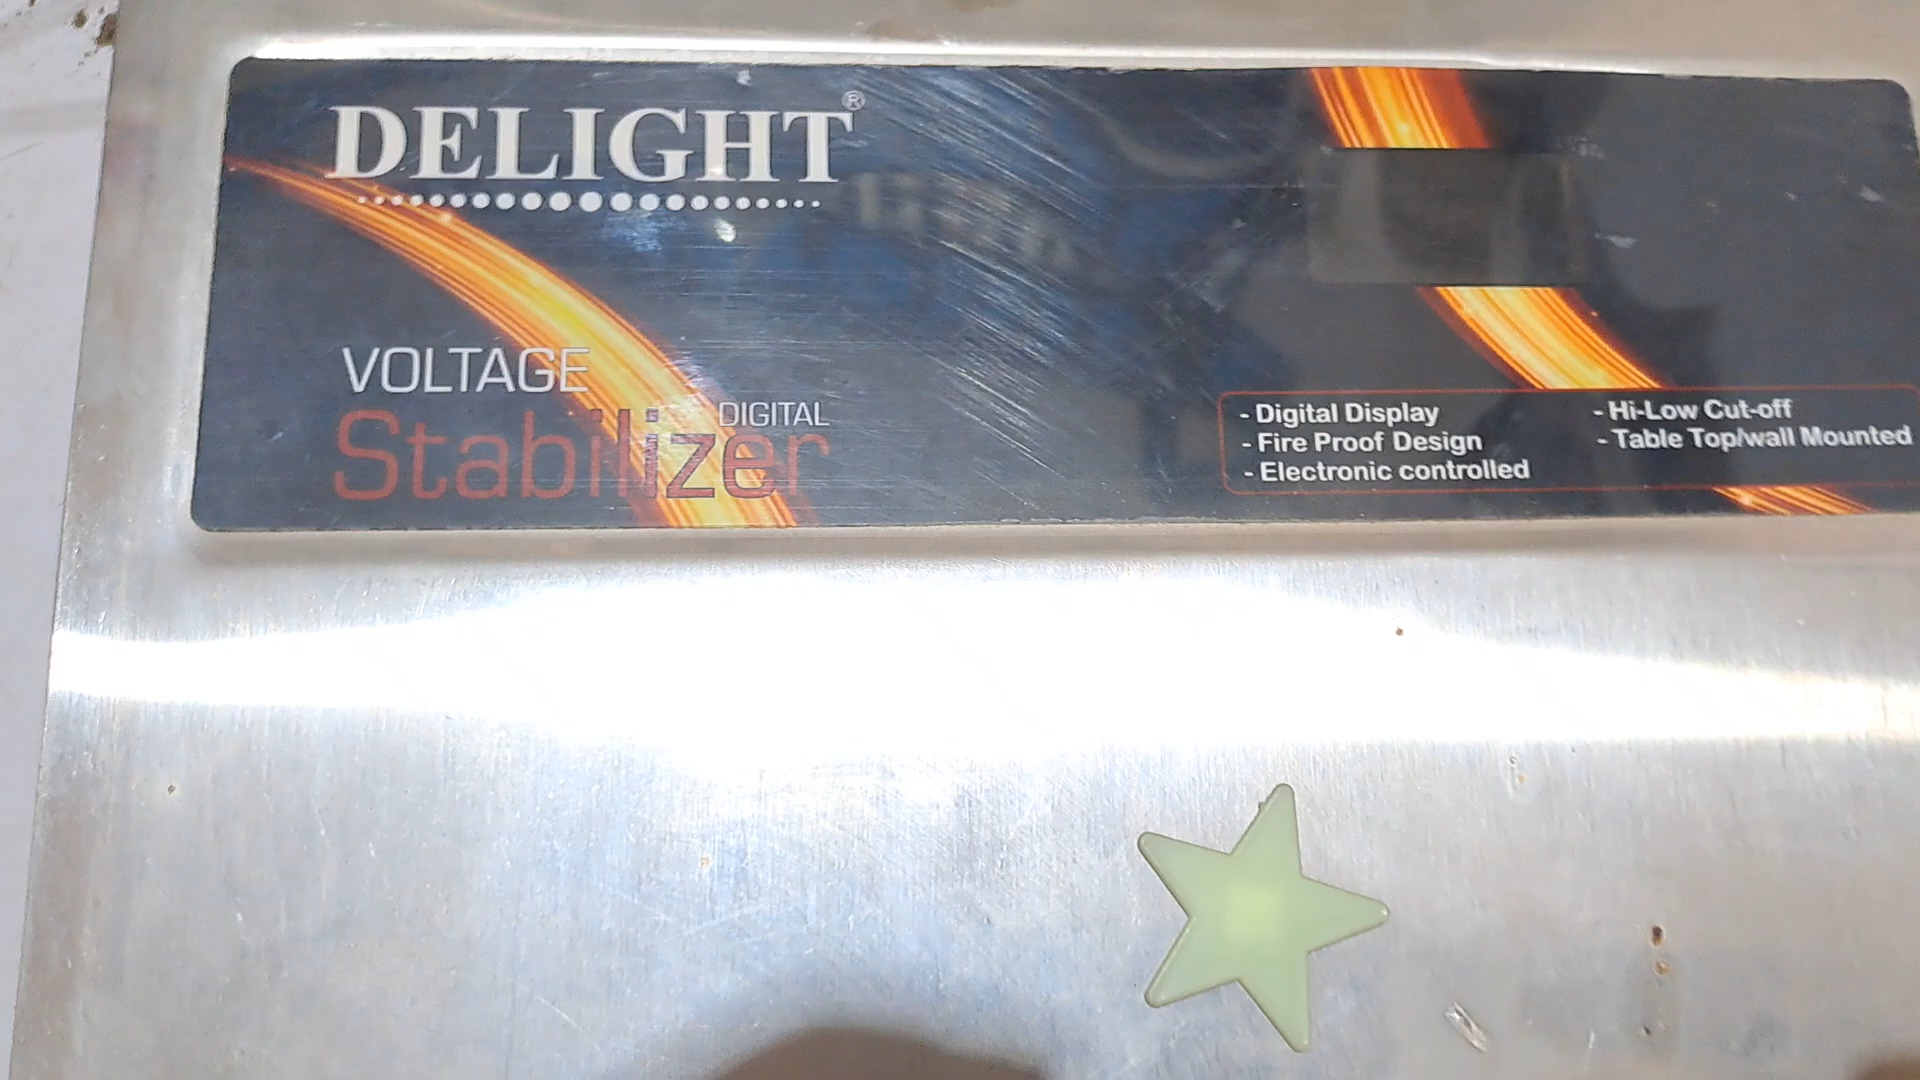 DELIGHT®
VOLTAGE
DIGITAL
Stabilizer
- Digital Display
- Fire Proof Design
- Electronic controlled
- Hi-Low Cut-off
- Table Top/wall Mounted